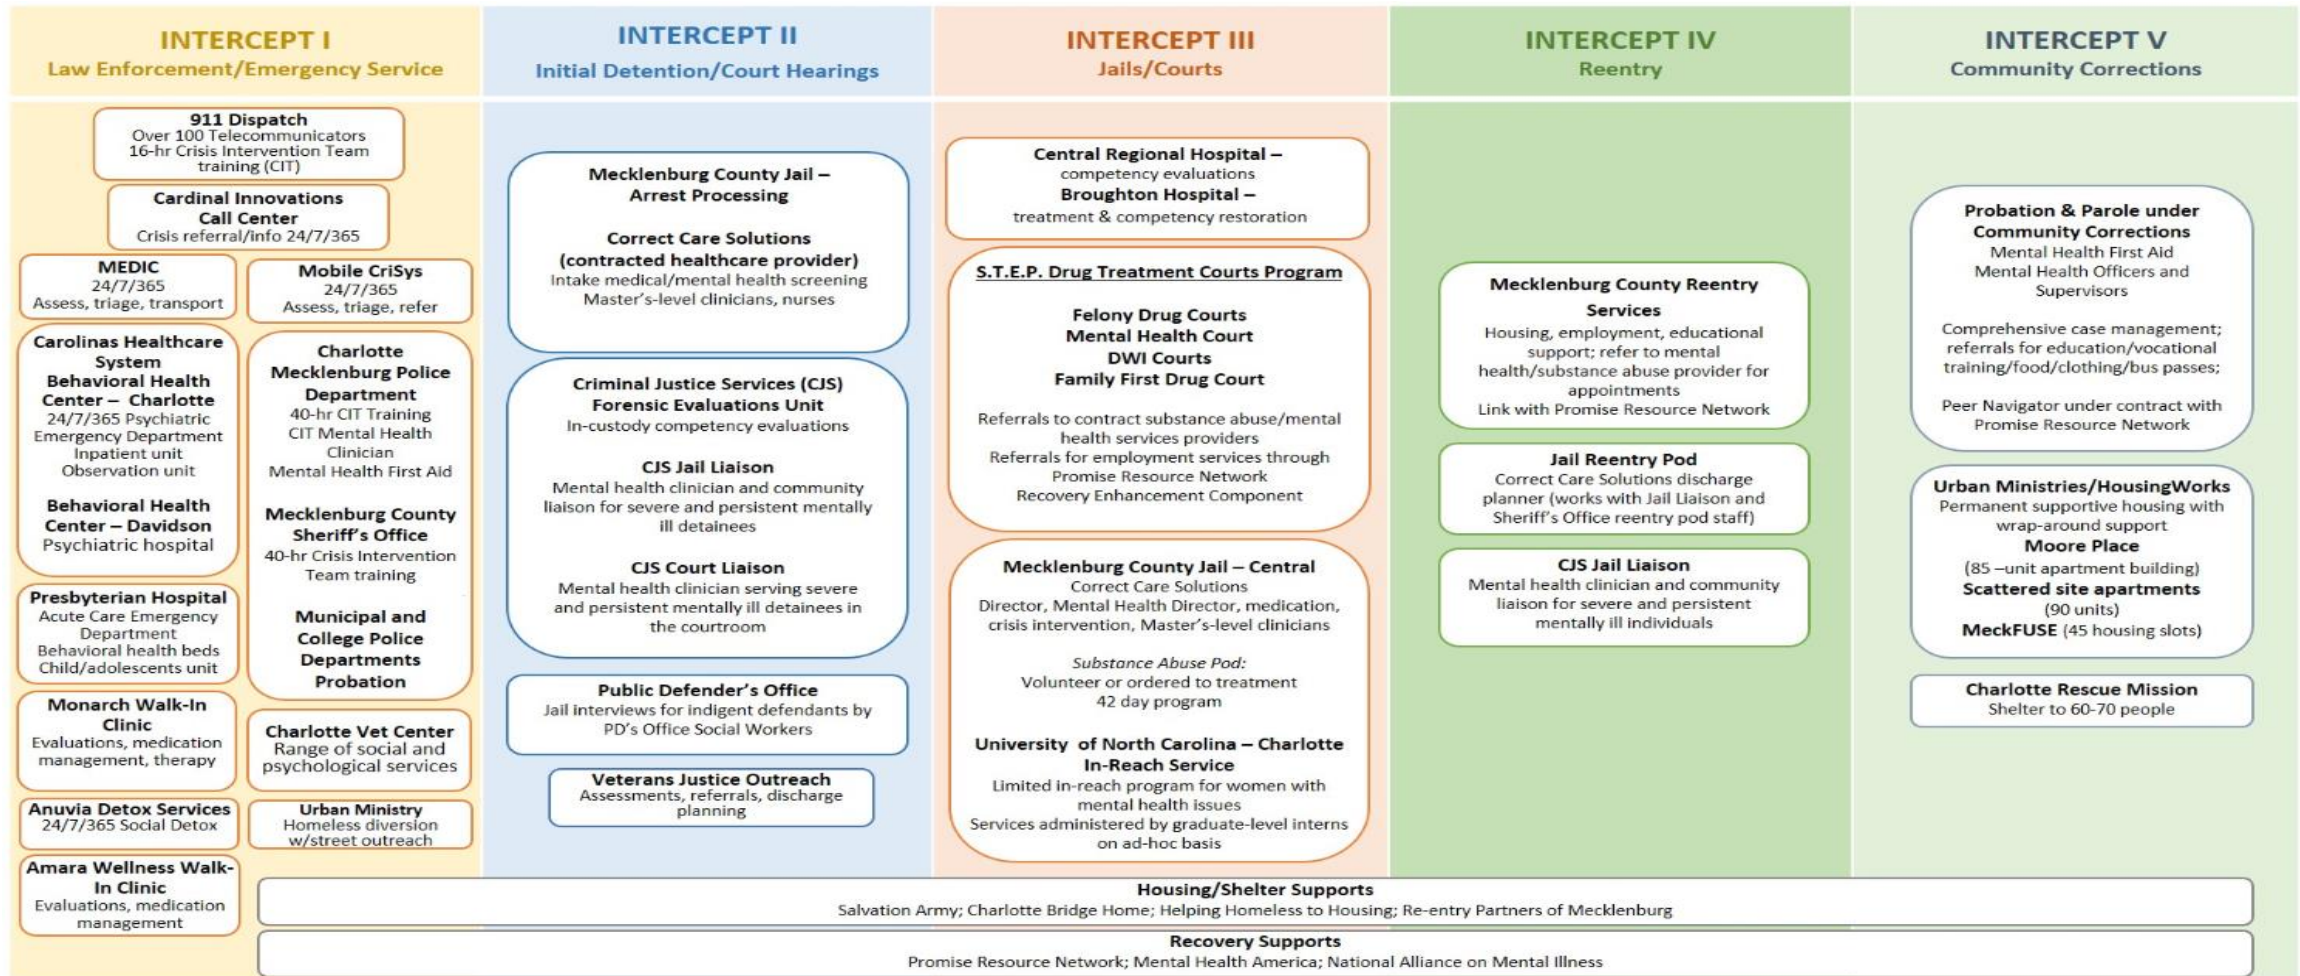 INTERCEPT I
Law Enforcement/Emergency Service
911 Dispatch
Over 100 Telecommunicators
16-hr Crisis Intervention Team
training (CIT)
Cardinal Innovations
Call Center
Crisis referral/info 24/7/365
MEDIC
24/7/365
Assess, triage, transport
Mobile CriSys
24/7/365
Assess, triage, refer
Carolinas Healthcare
System
Behavioral Health
Center – Charlotte
24/7/365 Psychiatric
Emergency Department
Inpatient unit
Observation unit
Behavioral Health
Center – Davidson
Psychiatric hospital
Charlotte
Mecklenburg Police
Department
40-hr CIT Training
CIT Mental Health
Clinician
Mental Health First Aid
Mecklenburg County
Sheriff's Office
40-hr Crisis Intervention
Team training
Municipal and
College Police
Departments
Probation
Presbyterian Hospital
Acute Care Emergency
Department
Behavioral health beds
Child/adolescents unit
Monarch Walk-In
Clinic
Evaluations, medication
management, therapy
Charlotte Vet Center
Range of social and
psychological services
Anuvia Detox Services
24/7/365 Social Detox
Urban Ministry
Homeless diversion
w/street outreach
Amara Wellness Walk-
In Clinic
Evaluations, medication
management
INTERCEPT II
Initial Detention/Court Hearings
Mecklenburg County Jail –
Arrest Processing
Correct Care Solutions
(contracted healthcare provider)
Intake medical/mental health screening
Master's-level clinicians, nurses
Criminal Justice Services (CJS)
Forensic Evaluations Unit
In-custody competency evaluations
CJS Jail Liaison
Mental health clinician and community
liaison for severe and persistent mentally
ill detainees
CJS Court Liaison
Mental health clinician serving severe
and persistent mentally ill detainees in
the courtroom
Public Defender's Office
Jail interviews for indigent defendants by
PD's Office Social Workers
Veterans Justice Outreach
Assessments, referrals, discharge
planning
INTERCEPT III
Jails/Courts
Central Regional Hospital –
competency evaluations
Broughton Hospital –
treatment & competency restoration
S.T.E.P. Drug Treatment Courts Program
Felony Drug Courts
Mental Health Court
DWI Courts
Family First Drug Court
Referrals to contract substance abuse/mental
health services providers
Referrals for employment services through
Promise Resource Network
Recovery Enhancement Component
Mecklenburg County Jail – Central
Correct Care Solutions
Director, Mental Health Director, medication,
crisis intervention, Master's-level clinicians
Substance Abuse Pod:
Volunteer or ordered to treatment
42 day program
University of North Carolina – Charlotte
In-Reach Service
Limited in-reach program for women with
mental health issues
Services administered by graduate-level interns
on ad-hoc basis
INTERCEPT IV
Reentry
Mecklenburg County Reentry
Services
Housing, employment, educational
support; refer to mental
health/substance abuse provider for
appointments
Link with Promise Resource Network
Jail Reentry Pod
Correct Care Solutions discharge
planner (works with Jail Liaison and
Sheriff's Office reentry pod staff)
CJS Jail Liaison
Mental health clinician and community
liaison for severe and persistent
mentally ill individuals
INTERCEPT V
Community Corrections
Probation & Parole under
Community Corrections
Mental Health First Aid
Mental Health Officers and
Supervisors
Comprehensive case management;
referrals for education/vocational
training/food/clothing/bus passes;
Peer Navigator under contract with
Promise Resource Network
Urban Ministries/HousingWorks
Permanent supportive housing with
wrap-around support
Moore Place
(85 –unit apartment building)
Scattered site apartments
(90 units)
MeckFUSE (45 housing slots)
Charlotte Rescue Mission
Shelter to 60-70 people
Housing/Shelter Supports
Salvation Army; Charlotte Bridge Home; Helping Homeless to Housing; Re-entry Partners of Mecklenburg
Recovery Supports
Promise Resource Network; Mental Health America; National Alliance on Mental Illness